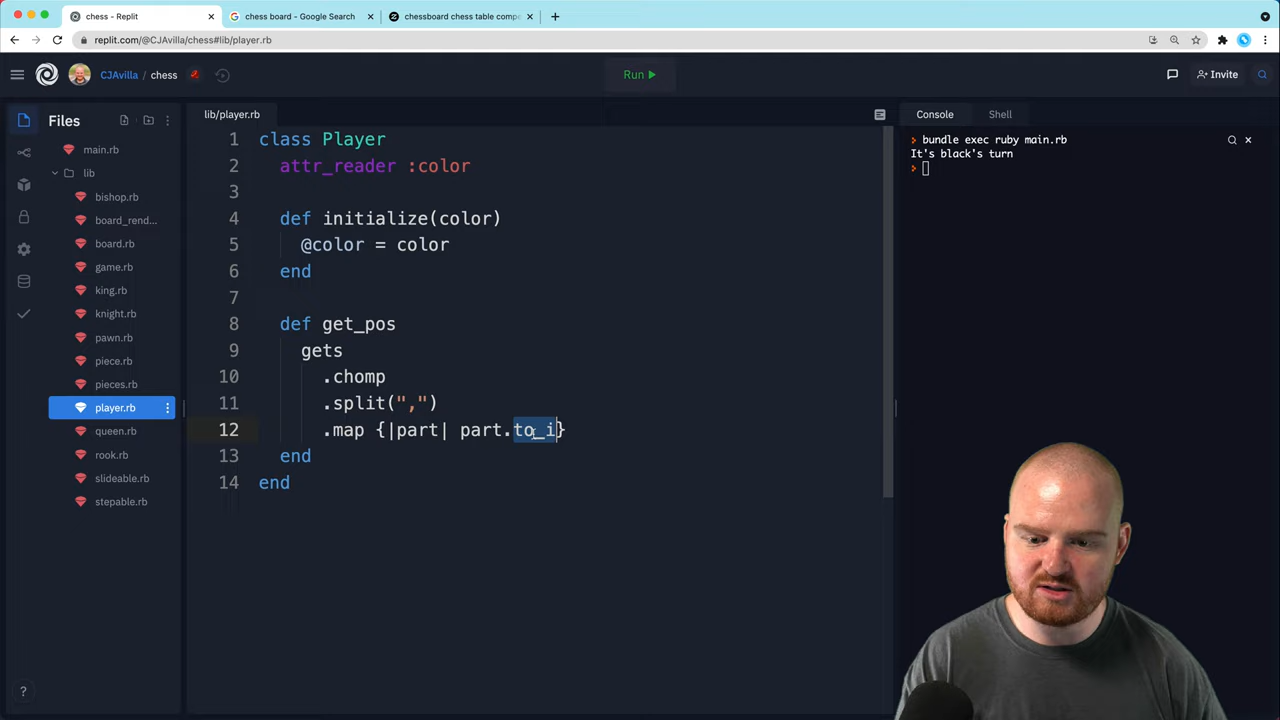 chess - Replit
chess board - Google Search
chessboard chess table comp
replit.com/@CJAvilla/chess#lib/player.rb
CJAvilla / chess
Run
Invite
Files
main.rb
lib
bishop.rb
board_rend...
board.rb
game.rb
king.rb
knight.rb
pawn.rb
piece.rb
pieces.rb
player.rb
queen.rb
rook.rb
slideable.rb
stepable.rb
lib/player.rb
1 class Player
2 attr_reader :color
3
4 def initialize(color)
5 @color = color
6 end
7
8 def get_pos
9 gets
10 .chomp
11 .split(",")
12 .map {|part| part.to_i}
13 end
14 end
Console
Shell
> bundle exec ruby main.rb
It's black's turn
>
?